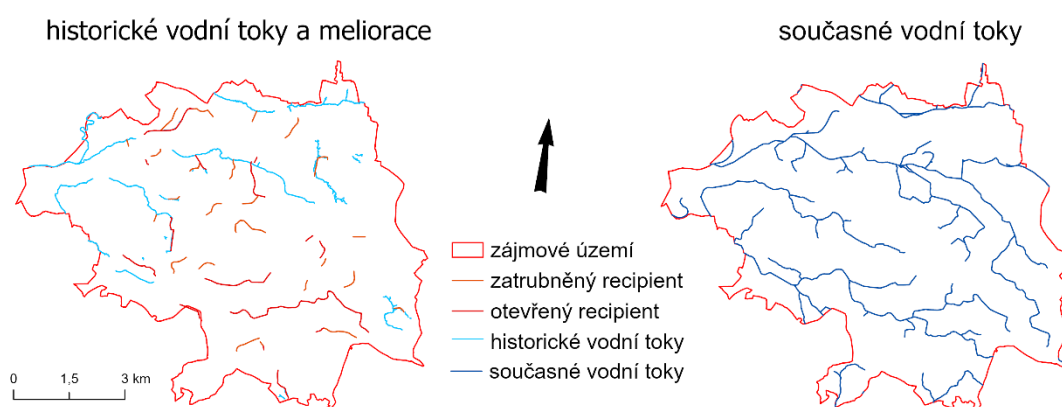 historické vodní toky a meliorace
současné vodní toky
zájmové území
zatrubněný recipient
otevřený recipient
historické vodní toky
současné vodní toky
0 1,5 3 km